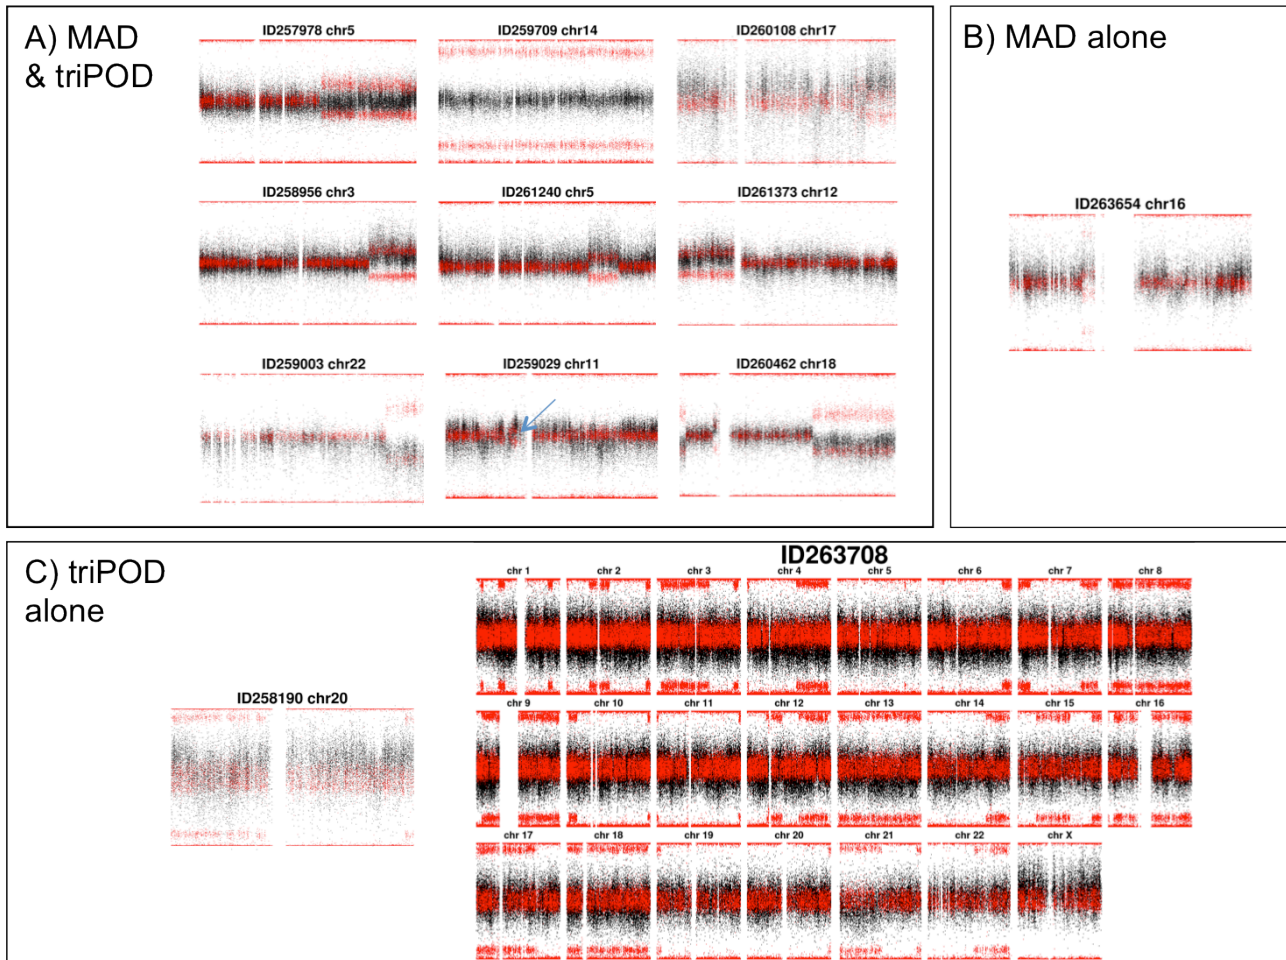 A) MAD
& triPOD
ID257978 chr5
ID259709 chr14
ID260108 chr17
ID258956 chr3
ID261240 chr5
ID261373 chr12
ID259003 chr22
ID259029 chr11
ID260462 chr18
B) MAD alone
ID263654 chr16
C) triPOD
alone
ID258190 chr20
ID263708
chr 1
chr 2
chr 3
chr 4
chr 5
chr 6
chr 7
chr 8
chr 9
chr 10
chr 11
chr 12
chr 13
chr 14
chr 15
chr 16
chr 17
chr 18
chr 19
chr 20
chr 21
chr 22
chr X